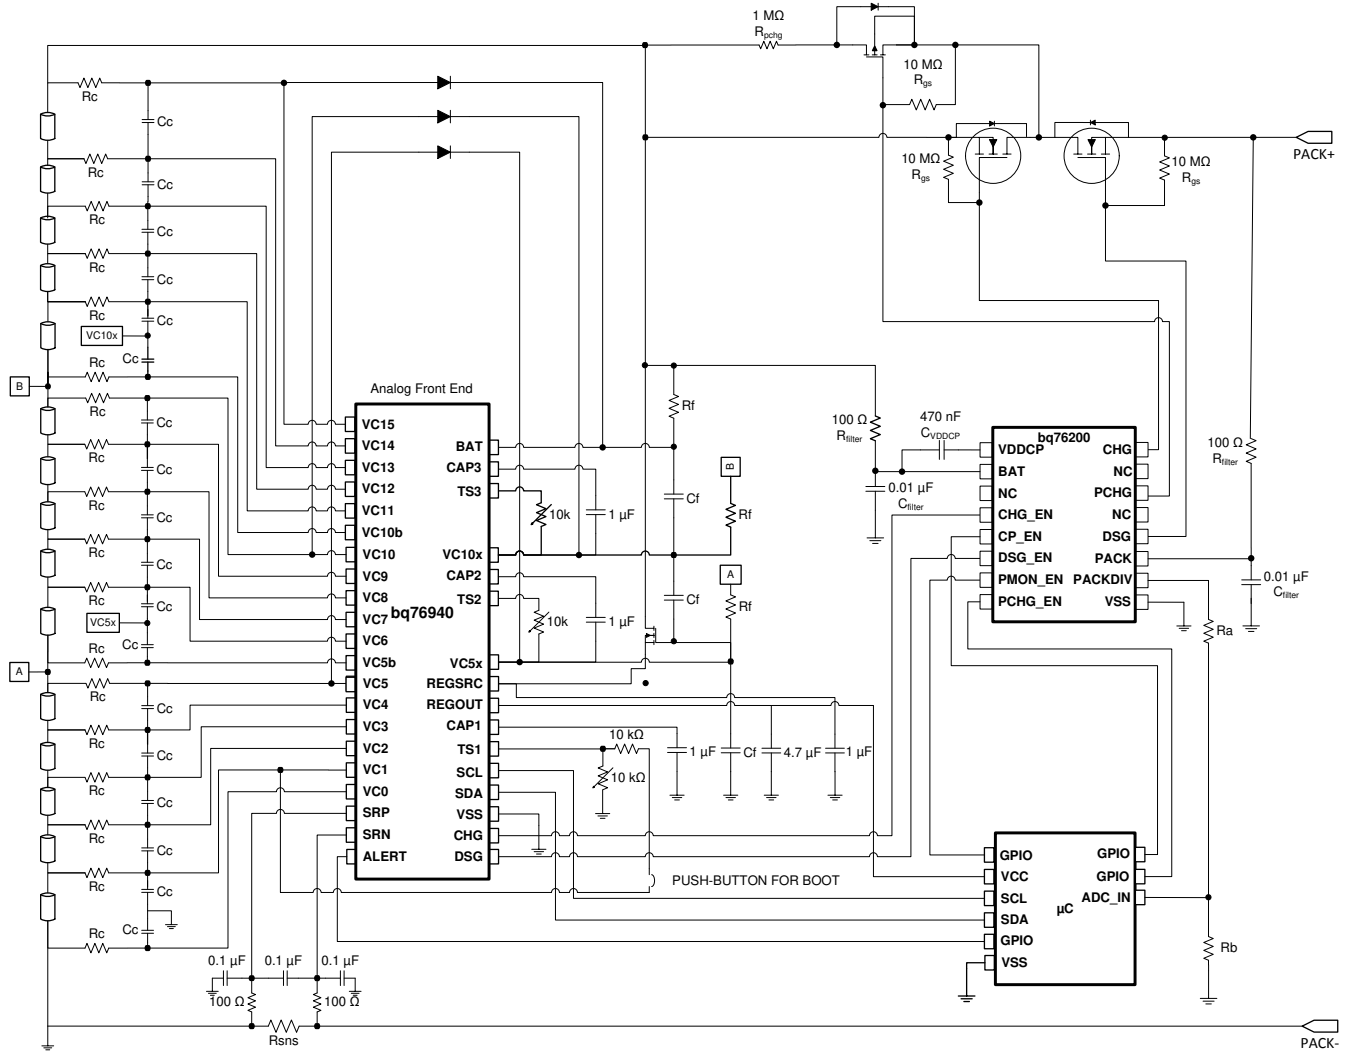 1 MΩ
Rpchg
10 MΩ
Rgs
Rc
Cc
Rc
Cc
Rc
Cc
Rc
Cc
Rc
Cc
VC10x
Cc
Rc
B
10 MΩ
Rgs
10 MΩ
Rgs
PACK+
Rc
Cc
Rc
Cc
Rc
Cc
Rc
Cc
Rc
VC5x
Cc
Rc
A
Rc
Cc
Rc
Cc
Rc
Cc
Rc
Cc
Rc
Cc
Cc
Rc
Analog Front End
bq76940
VC15
VC14
VC13
VC12
VC11
VC10b
VC10
VC9
VC8
VC7
VC6
VC5b
VC5
VC4
VC3
VC2
VC1
VC0
SRP
SRN
ALERT
BAT
CAP3
TS3
VC10x
CAP2
TS2
VC5x
REGSRC
REGOUT
CAP1
TS1
SCL
SDA
VSS
CHG
DSG
10k
1 µF
10k
1 µF
Rf
Cf
B
Rf
A
Cf
Rf
10 kΩ
10 kΩ
1 µF
Cf
4.7 µF
1 µF
PUSH-BUTTON FOR BOOT
100 Ω
Rfilter
470 nF
CVDDCP
0.01 µF
Cfilter
bq76200
VDDCP
BAT
NC
CHG_EN
CP_EN
DSG_EN
PMON_EN
PCHG_EN
CHG
NC
PCHG
NC
DSG
PACK
PACKDIV
VSS
100 Ω
Rfilter
0.01 µF
Cfilter
Ra
µC
GPIO
VCC
SCL
SDA
GPIO
VSS
GPIO
GPIO
ADC_IN
Rb
0.1 µF
0.1 µF
0.1 µF
100 Ω
100 Ω
Rsns
PACK-